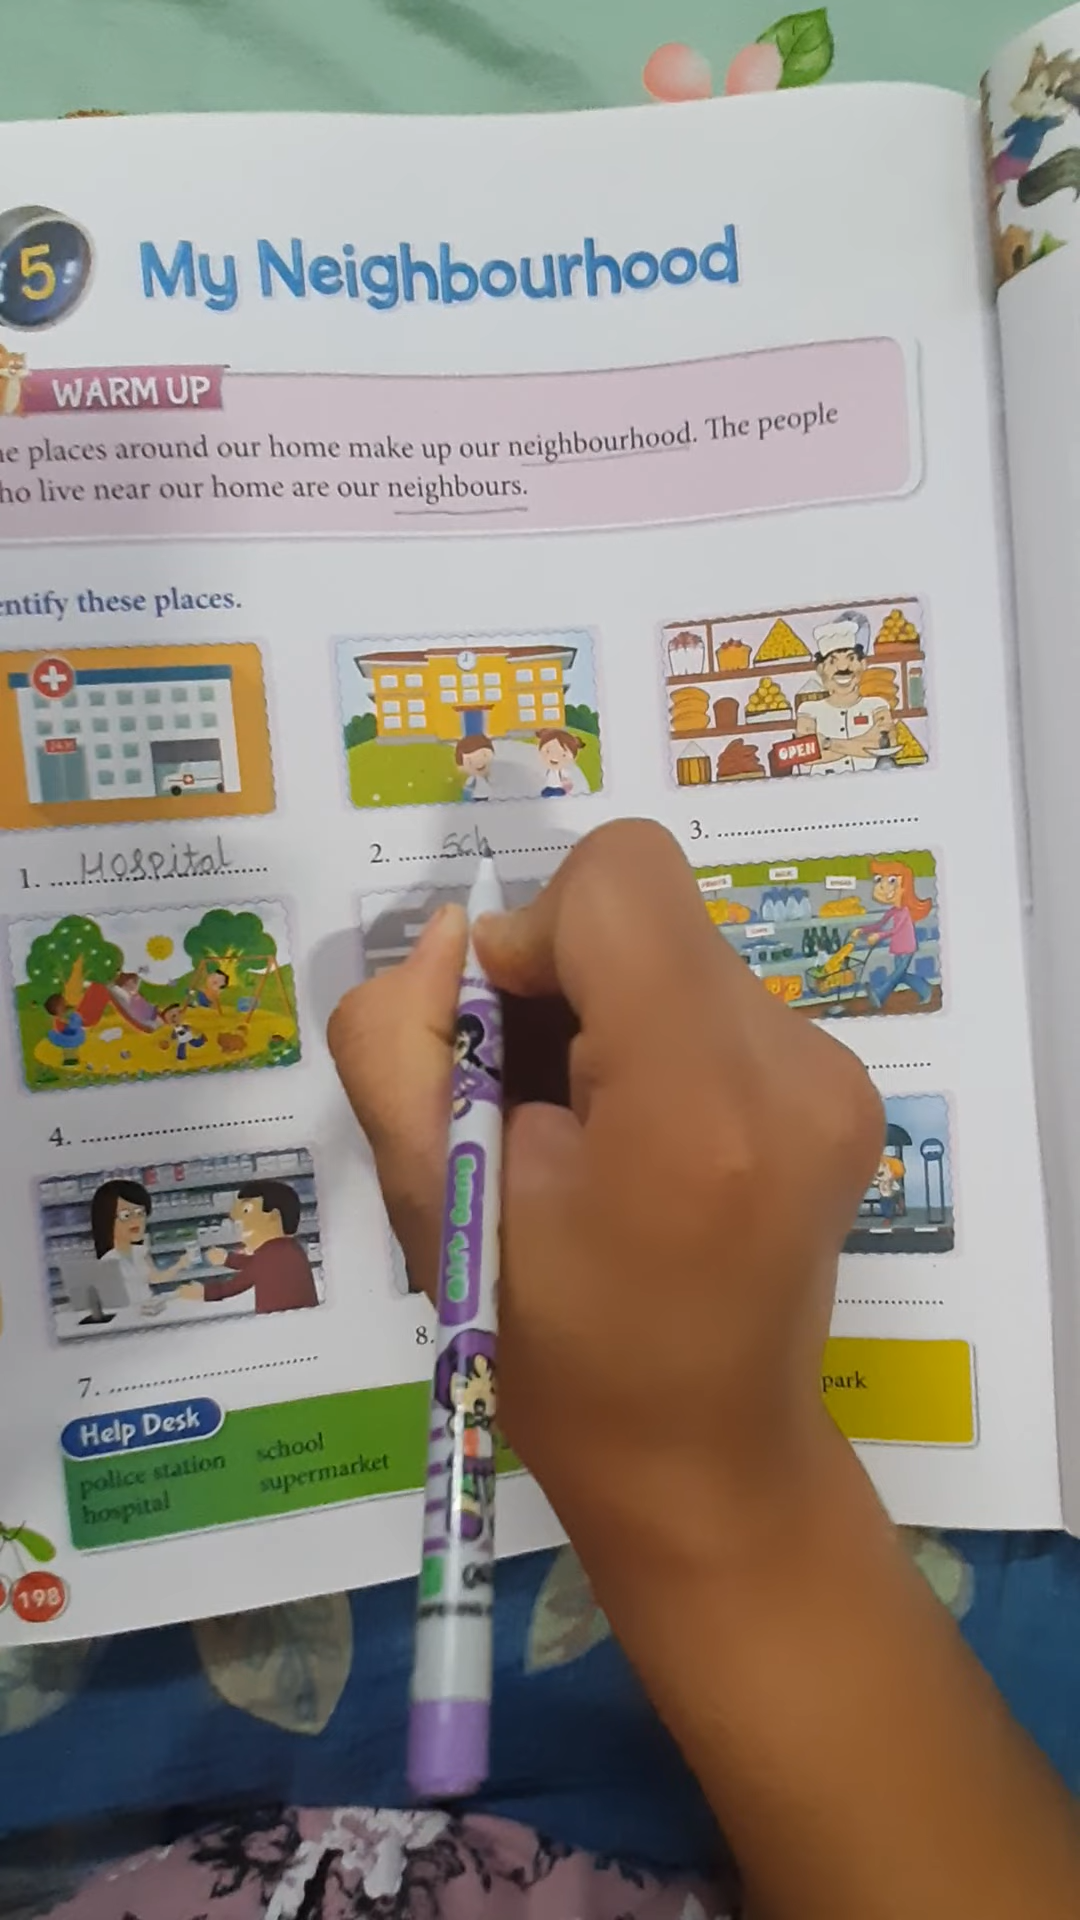 5
My Neighbourhood
WARM UP
places around our home make up our neighbourhood. The people
live near our home are our neighbours.
these places.
OPEN
1. Hospital
2. Sch
3.
4.
7.
8.
park
Help Desk
police station school
hospital supermarket
198